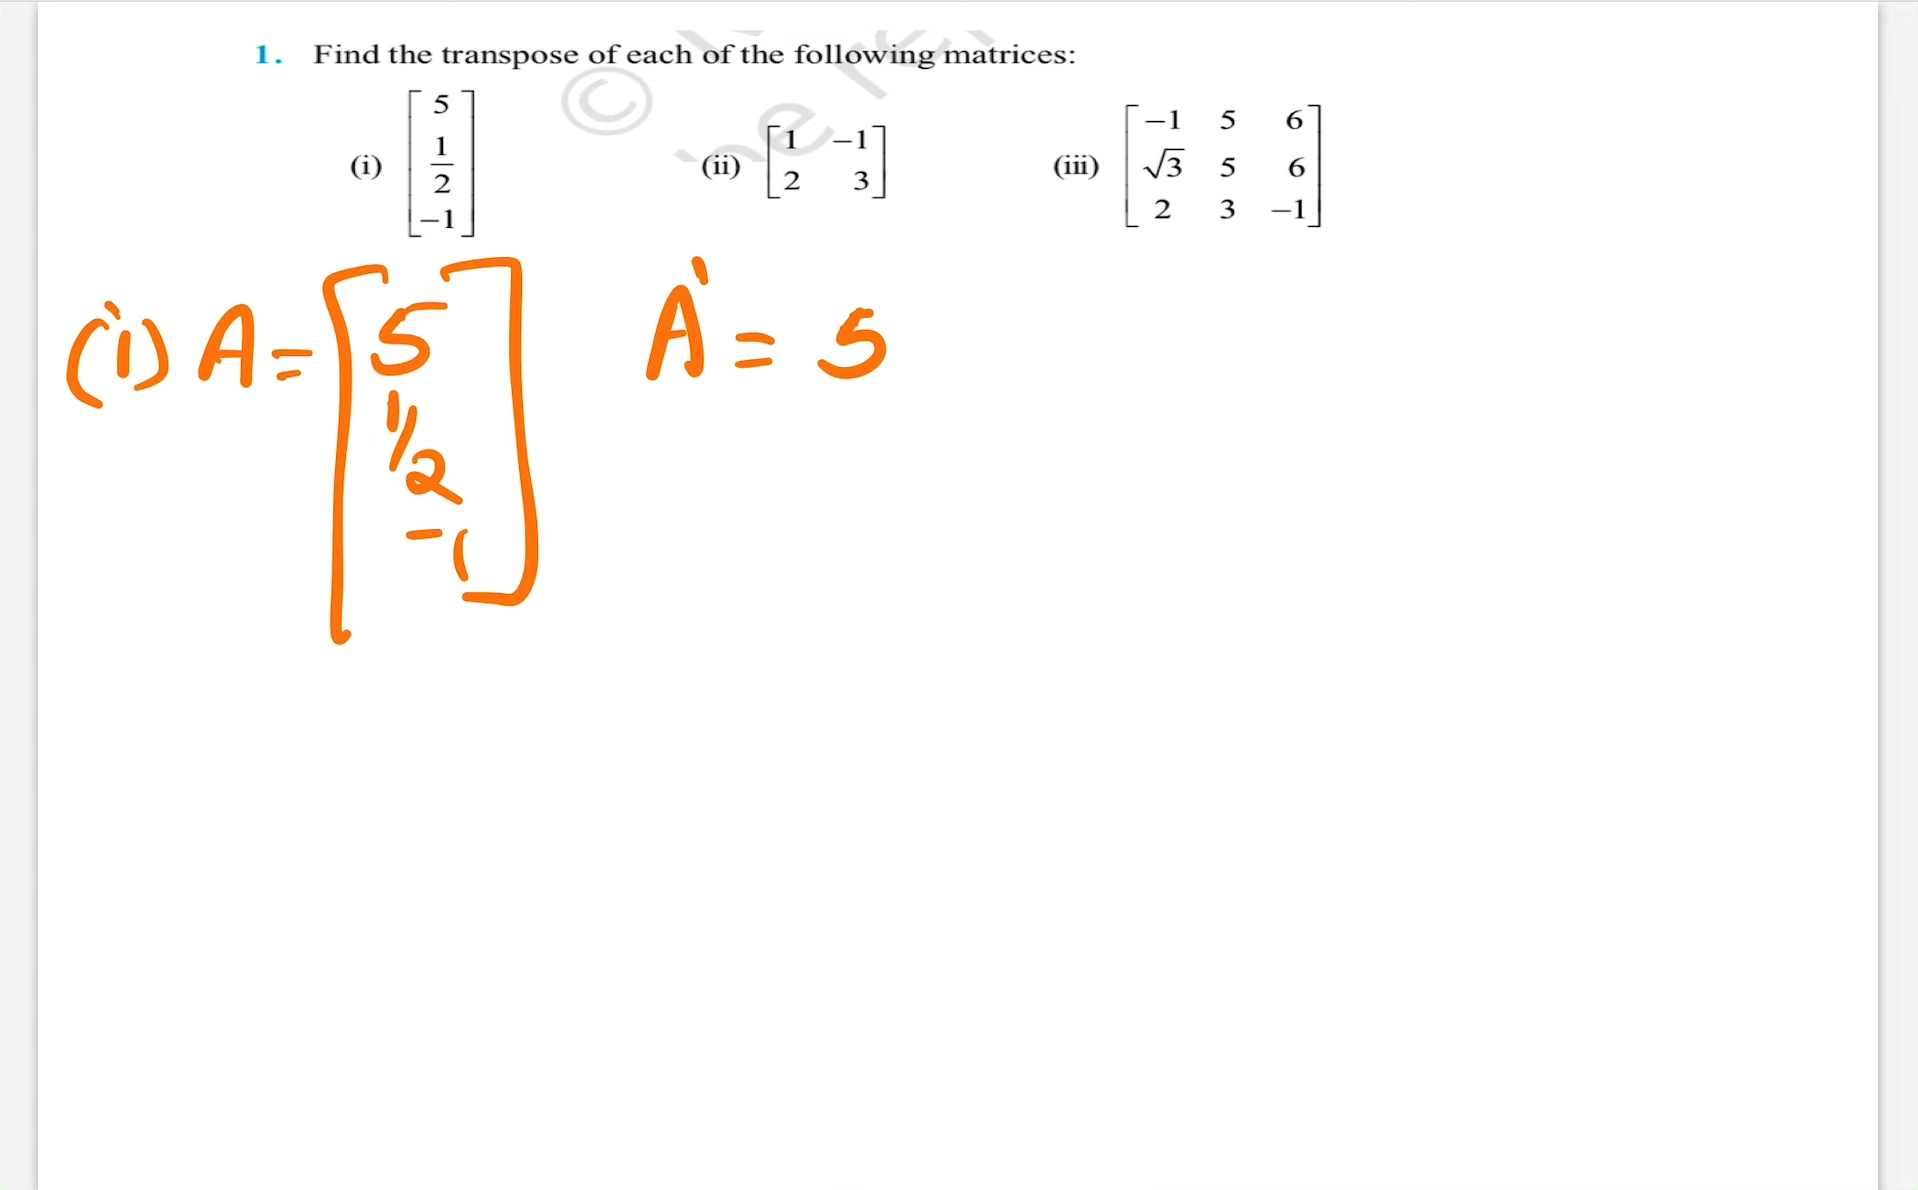 1. Find the transpose of each of the following matrices:
(i) [5 1/2 −1] (ii) [1 −1 2 3] (iii) [−1 5 6 √3 5 6 2 3 −1]
(i) A = [5 1/2 -1] A' = 5